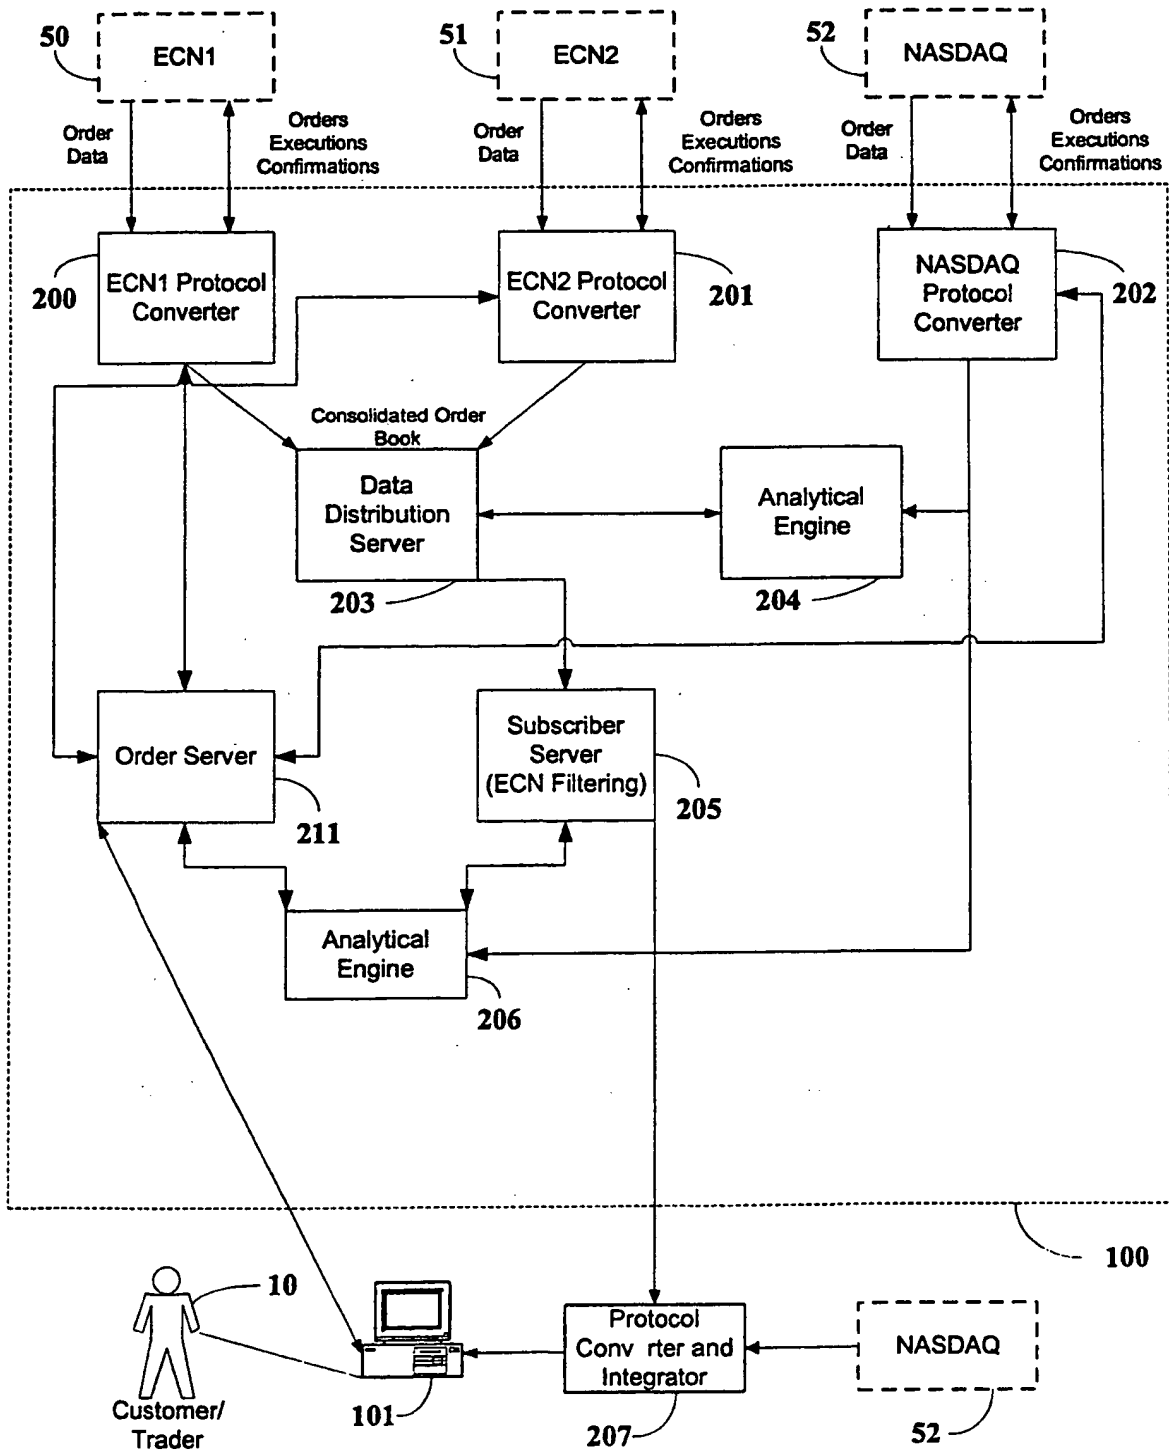 50
ECN1
51
ECN2
52
NASDAQ
Order
Data
Orders
Executions
Confirmations
Order
Data
Orders
Executions
Confirmations
Order
Data
Orders
Executions
Confirmations
200
ECN1 Protocol
Converter
ECN2 Protocol
Converter
201
NASDAQ
Protocol
Converter
202
Consolidated Order
Book
Data
Distribution
Server
203
Analytical
Engine
204
Order Server
211
Subscriber
Server
(ECN Filtering)
205
Analytical
Engine
206
100
10
Customer/
Trader
101
Protocol
Conv rter and
Integrator
207
NASDAQ
52